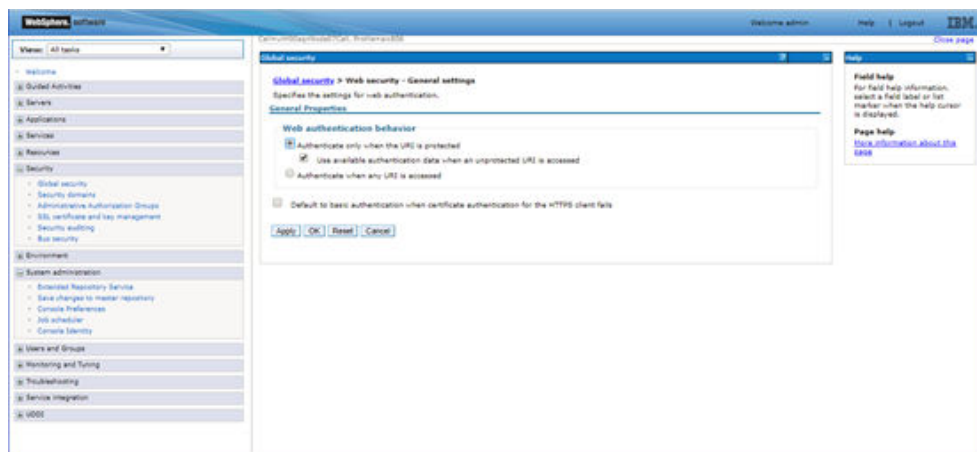 WebSphere. software
Welcome admin
Help | Logout
IBM
View: All tasks
Close page
Welcome
Guided Activities
Servers
Applications
Services
Resources
Security
Global security
Security domains
Administrative Authorization Groups
SSL certificate and key management
Security auditing
Bus security
Environment
System administration
Extended Repository Service
Save changes to master repository
Console Preferences
Job scheduler
Console Identity
Users and Groups
Monitoring and Tuning
Troubleshooting
Service integration
UDDI
Global security
Global security > Web security - General settings
Specifies the settings for web authentication.
General Properties
Web authentication behavior
Authenticate only when the URI is protected
Use available authentication data when an unprotected URI is accessed
Authenticate when any URI is accessed
Default to basic authentication when certificate authentication for the HTTPS client fails
Apply OK Reset Cancel
Help
Field help
For field help information,
select a field label or list
marker when the help cursor
is displayed.
Page help
More information about this
page